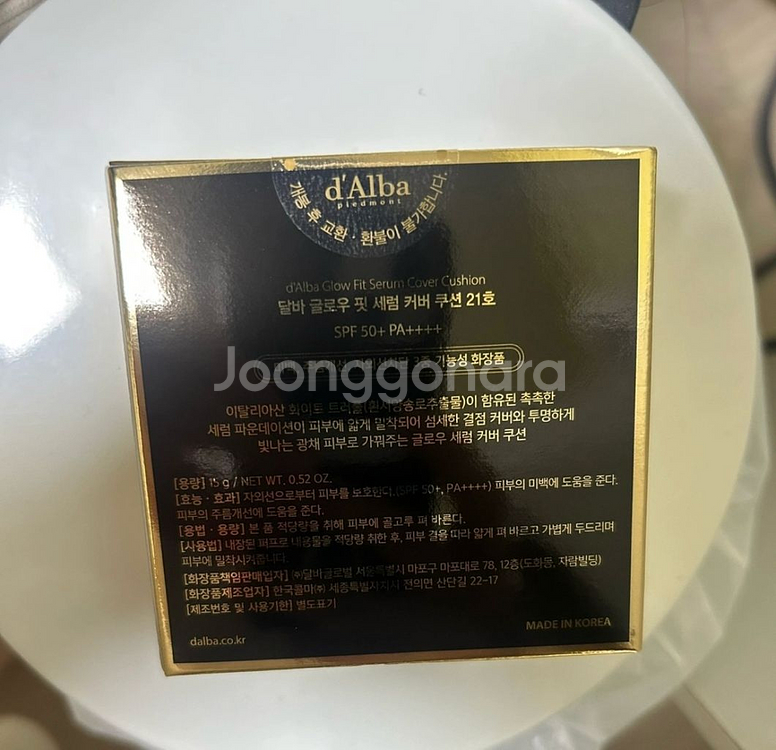 d'Alba
piedmont
개봉 후 교환 · 환불이 불가합니다.
d'Alba Glow Fit Serum Cover Cushion
달바 글로우 핏 세럼 커버 쿠션 21호
SPF 50+ PA++++
기능성 화장품
Joonggonara
이탈리아산 화이트 트러플(흰서양송로추출물)이 함유된 촉촉한
세럼 파운데이션이 피부에 얇게 밀착되어 섬세한 결점 커버와 투명하게
빛나는 광채 피부로 가꿔주는 글로우 세럼 커버 쿠션
[용량] 15 g / NET WT. 0.52 OZ.
[효능 · 효과] 자외선으로부터 피부를 보호한다.(SPF 50+, PA++++) 피부의 미백에 도움을 준다.
피부의 주름개선에 도움을 준다.
[용법 · 용량] 본 품 적당량을 취해 피부에 골고루 펴 바른다.
[사용법] 내장된 퍼프로 내용물을 적당량 취한 후, 피부 결을 따라 얇게 펴 바르고 가볍게 두드리며
피부에 밀착시켜줍니다.
[화장품책임판매업자] ㈜달바글로벌 서울특별시 마포구 마포대로 78, 12층(도화동, 자람빌딩)
[화장품제조업자] 한국콜마㈜ 세종특별자치시 전의면 산단길 22-17
[제조번호 및 사용기한] 별도표기
MADE IN KOREA
dalba.co.kr